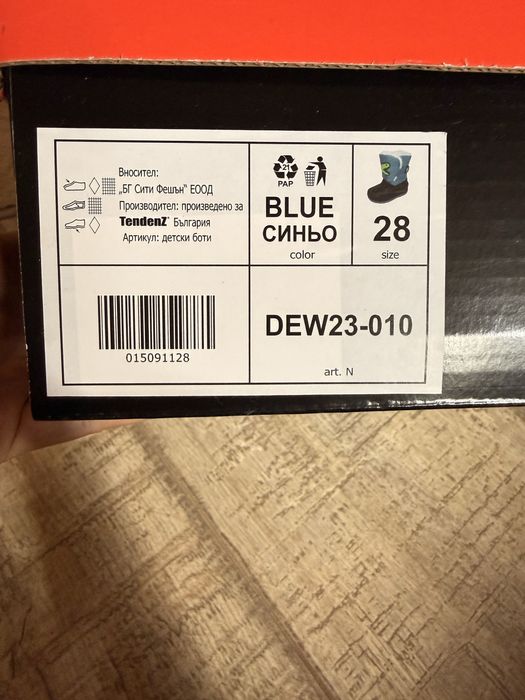 Вносител:
„БГ Сити Фешън" ЕООД
Производител: произведено за
TendenZ® България
Артикул: детски боти
21
PAP
BLUE
СИНЬО
color
28
size
015091128
DEW23-010
art. N